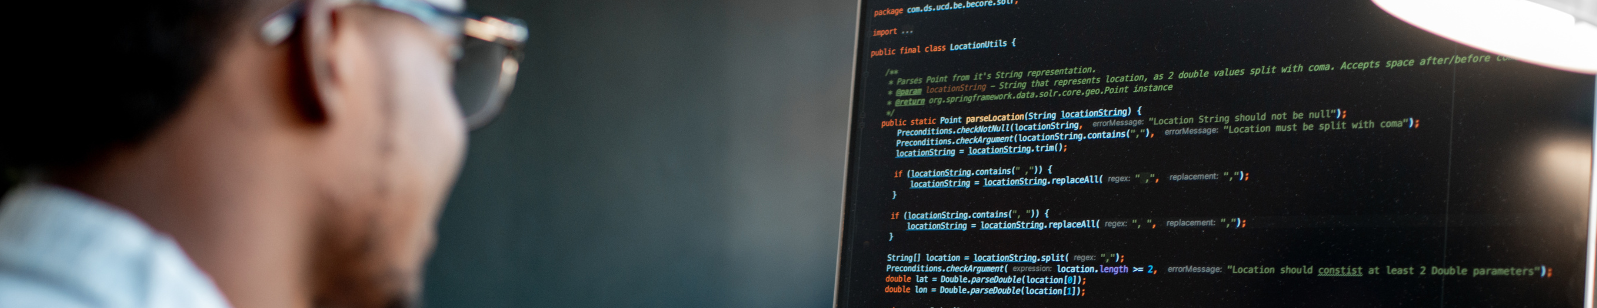 package com.ds.ucd.be.becore.solr;
import ...
public final class LocationUtils {
/**
* Parses Point from it's String representation.
* @param locationString - String that represents location, as 2 double values split with coma. Accepts space after/before
* @return org.springframework.data.solr.core.geo.Point instance
*/
public static Point parseLocation(String locationString) {
Preconditions.checkNotNull(locationString, errorMessage: "Location String should not be null");
Preconditions.checkArgument(locationString.contains(","), errorMessage: "Location must be split with coma");
locationString = locationString.trim();
if (locationString.contains(" ,")) {
locationString = locationString.replaceAll( regex: " ,", replacement: ",");
}
if (locationString.contains(", ")) {
locationString = locationString.replaceAll( regex: ", ", replacement: ",");
}
String[] location = locationString.split( regex: ",");
Preconditions.checkArgument( expression: location.length >= 2, errorMessage: "Location should constist at least 2 Double parameters");
double lat = Double.parseDouble(location[0]);
double lon = Double.parseDouble(location[1]);